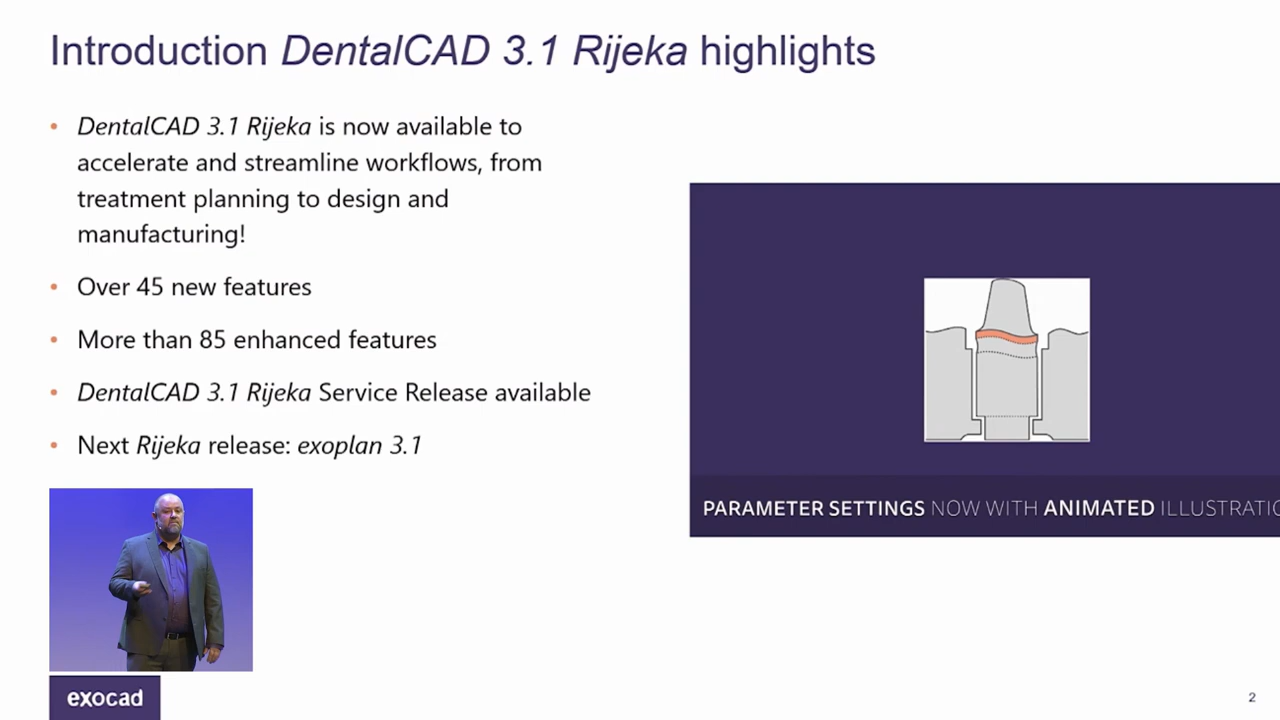 Introduction DentalCAD 3.1 Rijeka highlights
• DentalCAD 3.1 Rijeka is now available to
accelerate and streamline workflows, from
treatment planning to design and
manufacturing!
• Over 45 new features
• More than 85 enhanced features
• DentalCAD 3.1 Rijeka Service Release available
• Next Rijeka release: exoplan 3.1
PARAMETER SETTINGS NOW WITH ANIMATED
exocad
2